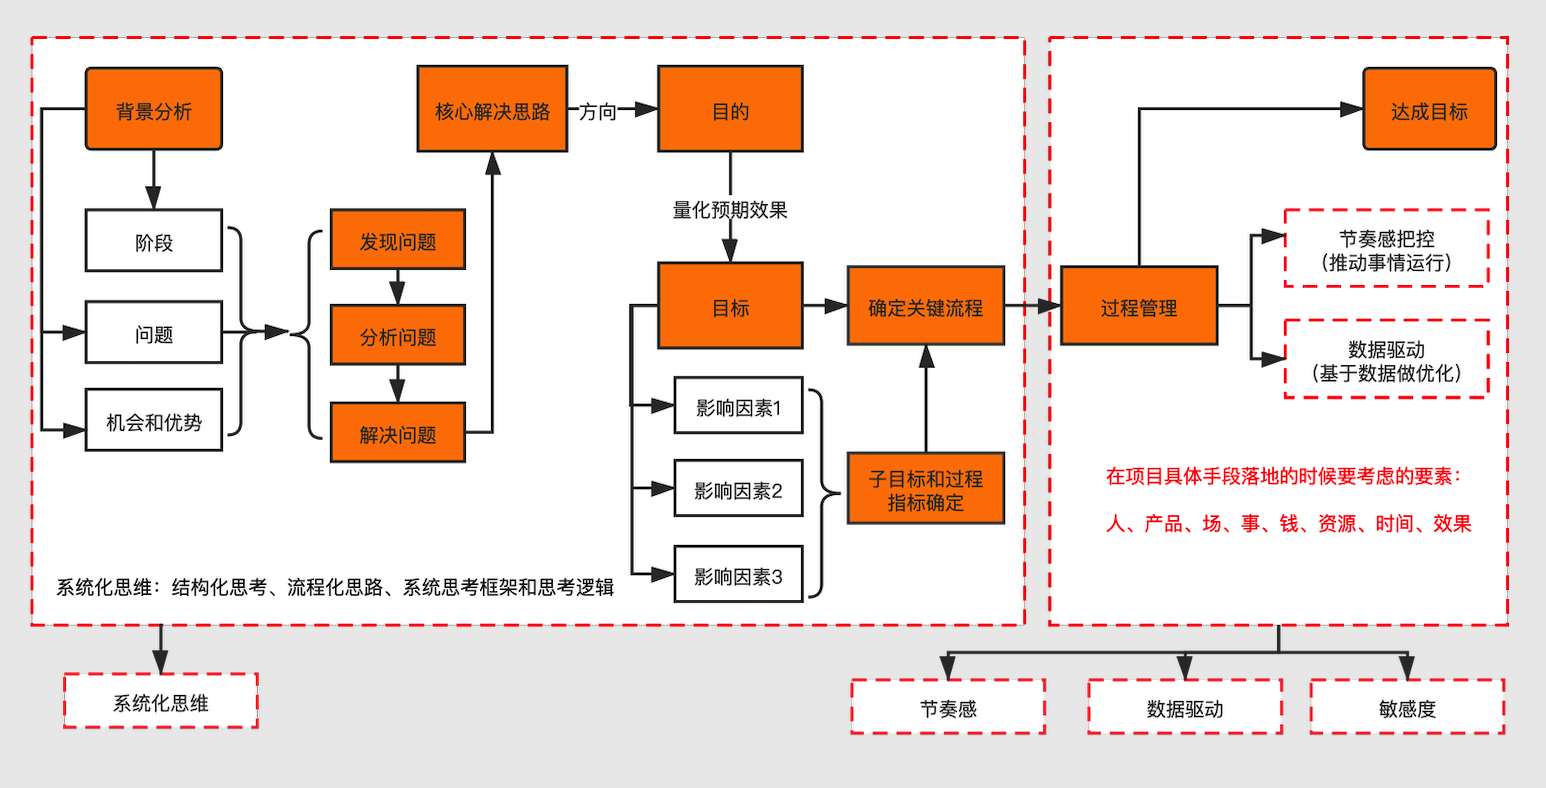 背景分析
阶段
问题
机会和优势
发现问题
分析问题
解决问题
核心解决思路
方向
目的
量化预期效果
目标
影响因素1
影响因素2
影响因素3
子目标和过程
指标确定
确定关键流程
系统化思维：结构化思考、流程化思路、系统思考框架和思考逻辑
系统化思维
过程管理
达成目标
节奏感把控
（推动事情运行）
数据驱动
（基于数据做优化）
在项目具体手段落地的时候要考虑的要素：
人、产品、场、事、钱、资源、时间、效果
节奏感
数据驱动
敏感度